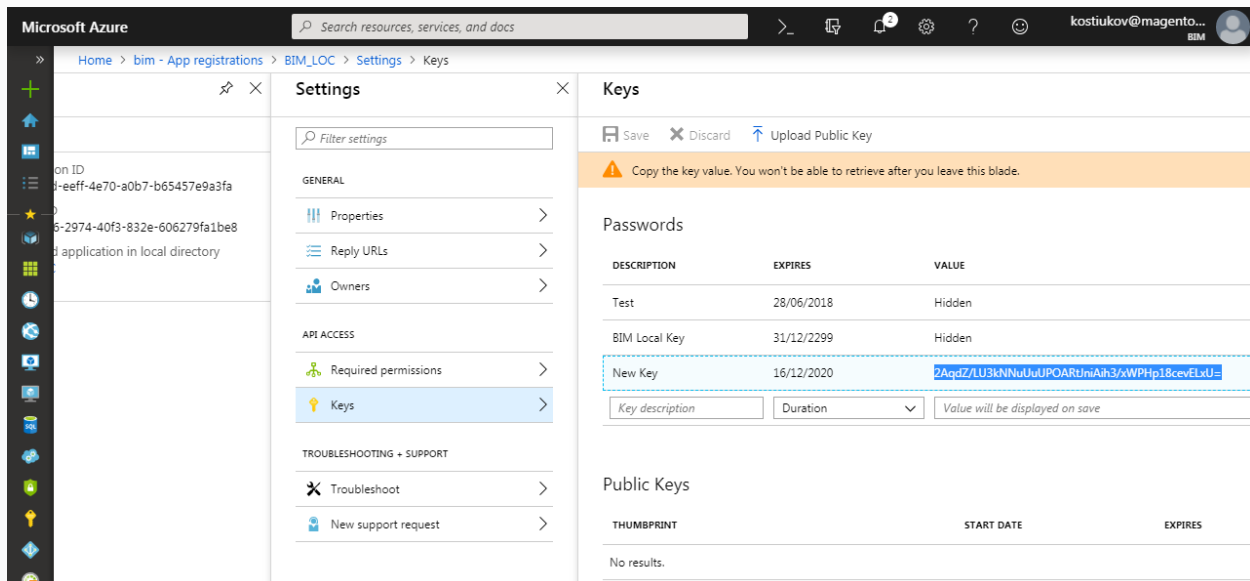 Microsoft Azure
Search resources, services, and docs
2
kostiukov@magento...
BIM
Home > bim - App registrations > BIM_LOC > Settings > Keys
on ID
-eeff-4e70-a0b7-b65457e9a3fa
6-2974-40f3-832e-606279fa1be8
d application in local directory
Settings
Filter settings
GENERAL
Properties
Reply URLs
Owners
API ACCESS
Required permissions
Keys
TROUBLESHOOTING + SUPPORT
Troubleshoot
New support request
Keys
Save Discard Upload Public Key
Copy the key value. You won't be able to retrieve after you leave this blade.
Passwords
DESCRIPTION EXPIRES VALUE
Test 28/06/2018 Hidden
BIM Local Key 31/12/2299 Hidden
New Key 16/12/2020 2AqdZ/LU3kNNuUuUPOARtJniAih3/xWPHp18cevELxU=
Key description Duration Value will be displayed on save
Public Keys
THUMBPRINT START DATE EXPIRES
No results.
SQL